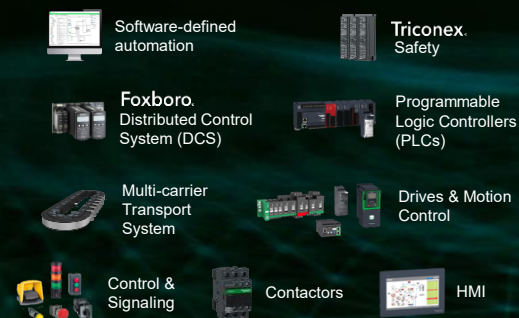 Software-defined
automation
Triconex.
Safety
Foxboro.
Distributed Control
System (DCS)
Programmable
Logic Controllers
(PLCs)
Multi-carrier
Transport
System
Drives & Motion
Control
Control &
Signaling
Contactors
HMI